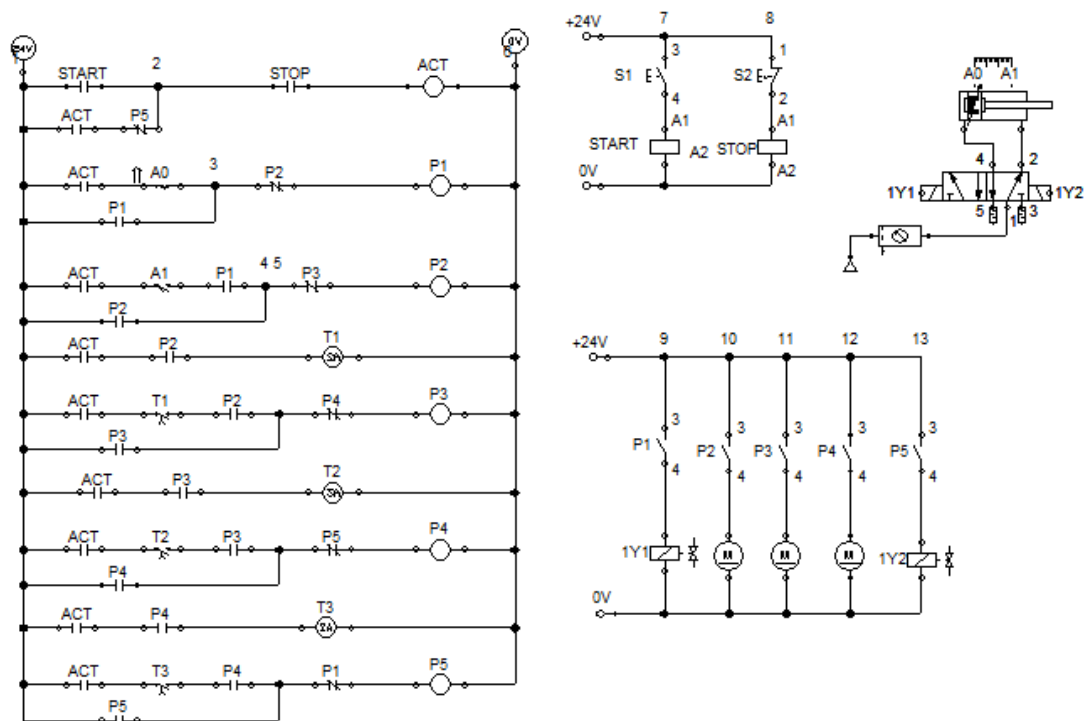 24V 0V
1 6
2
START STOP ACT
ACT P5
3
ACT A0 P2 P1
P1
4 5
ACT A1 P1 P3 P2
P2
T1
ACT P2
ACT T1 P2 P4 P3
P3
T2
ACT P3
ACT T2 P3 P5 P4
P4
T3
ACT P4
ACT T3 P4 P1 P5
P5
7 8
+24V
3 1
S1 S2
4 2
A1 A1
START A2 STOP
A2
0V
A0 A1
4 2
1Y1 1Y2
5 1 3
9 10 11 12 13
+24V
3 3 3 3 3
P1 P2 P3 P4 P5
4 4 4 4 4
1Y1 M M M 1Y2
0V